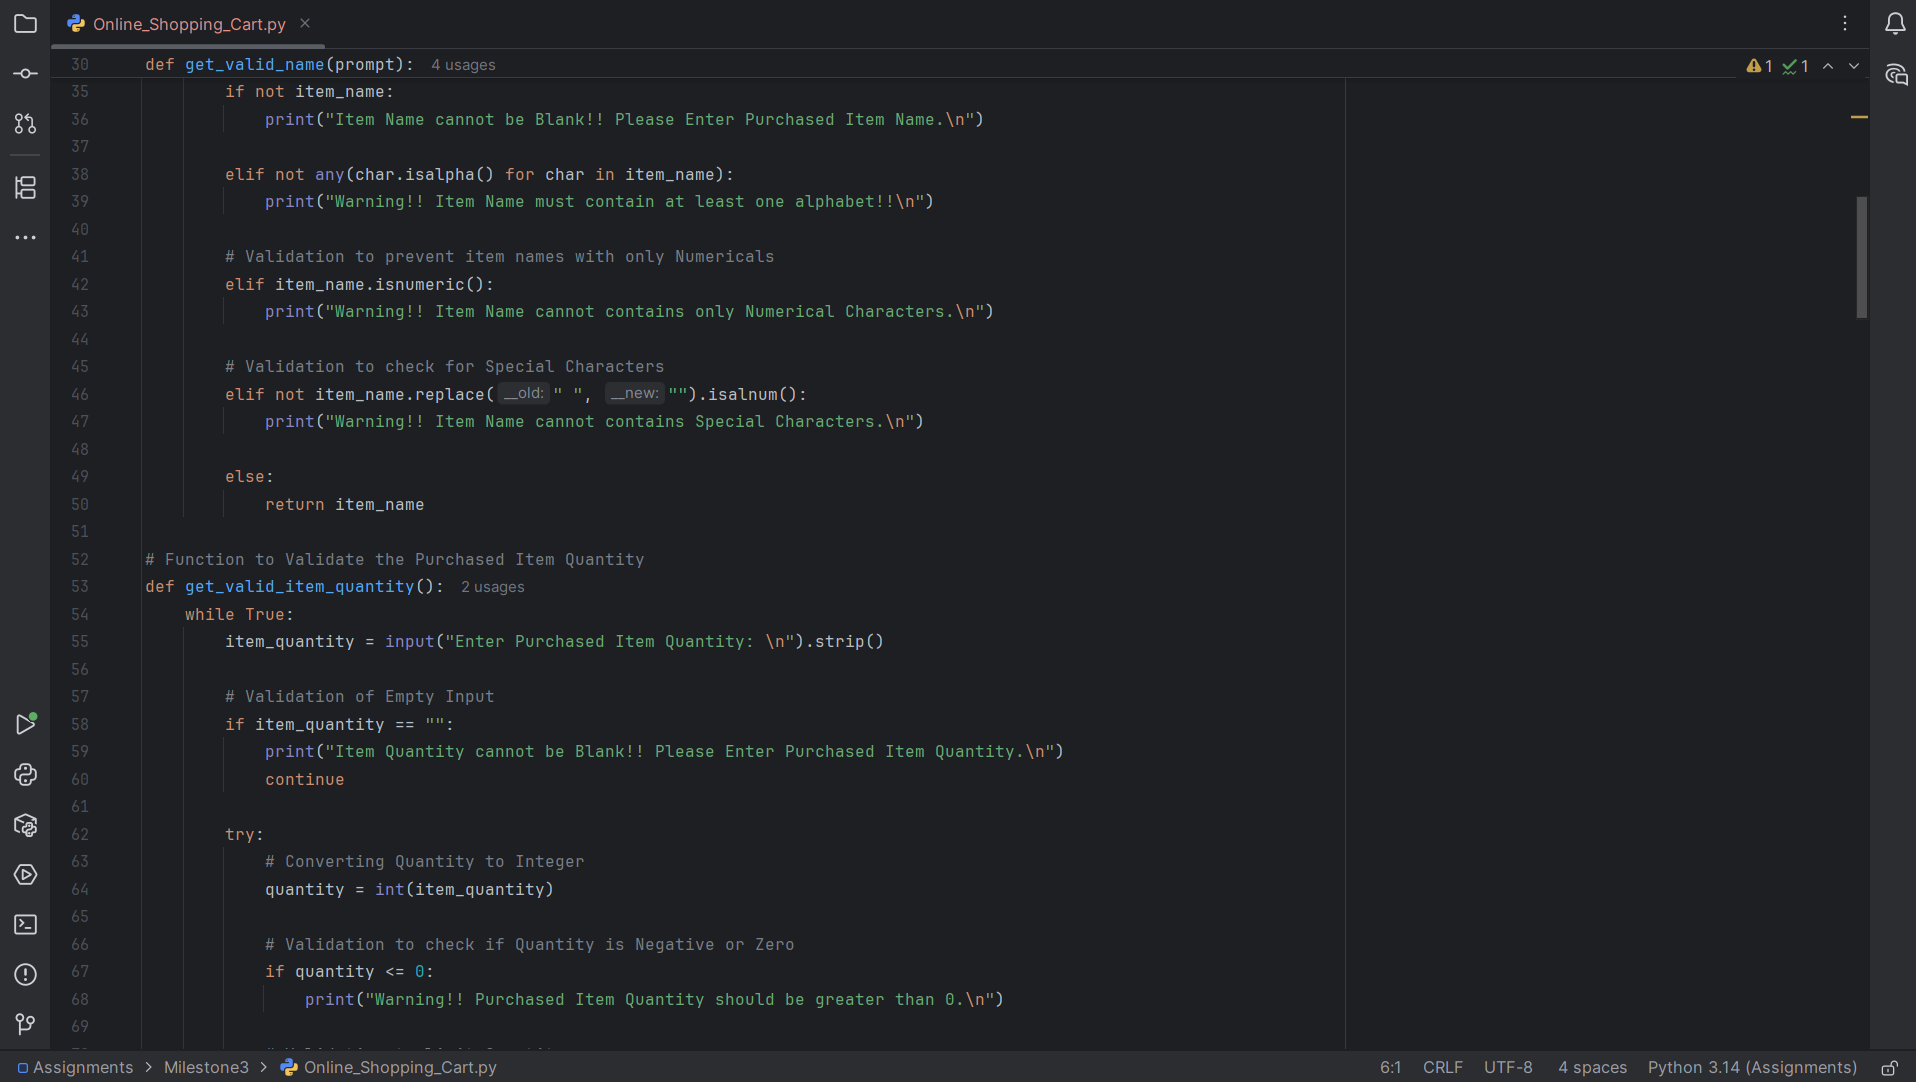 Online_Shopping_Cart.py
30 def get_valid_name(prompt): 4 usages
1 1
35 if not item_name:
36 print("Item Name cannot be Blank!! Please Enter Purchased Item Name.\n")
37
38 elif not any(char.isalpha() for char in item_name):
39 print("Warning!! Item Name must contain at least one alphabet!!\n")
40
41 # Validation to prevent item names with only Numericals
42 elif item_name.isnumeric():
43 print("Warning!! Item Name cannot contains only Numerical Characters.\n")
44
45 # Validation to check for Special Characters
46 elif not item_name.replace( __old: " ", __new: "").isalnum():
47 print("Warning!! Item Name cannot contains Special Characters.\n")
48
49 else:
50 return item_name
51
52 # Function to Validate the Purchased Item Quantity
53 def get_valid_item_quantity(): 2 usages
54 while True:
55 item_quantity = input("Enter Purchased Item Quantity: \n").strip()
56
57 # Validation of Empty Input
58 if item_quantity == "":
59 print("Item Quantity cannot be Blank!! Please Enter Purchased Item Quantity.\n")
60 continue
61
62 try:
63 # Converting Quantity to Integer
64 quantity = int(item_quantity)
65
66 # Validation to check if Quantity is Negative or Zero
67 if quantity <= 0:
68 print("Warning!! Purchased Item Quantity should be greater than 0.\n")
69
Assignments > Milestone3 > Online_Shopping_Cart.py
6:1 CRLF UTF-8 4 spaces Python 3.14 (Assignments)